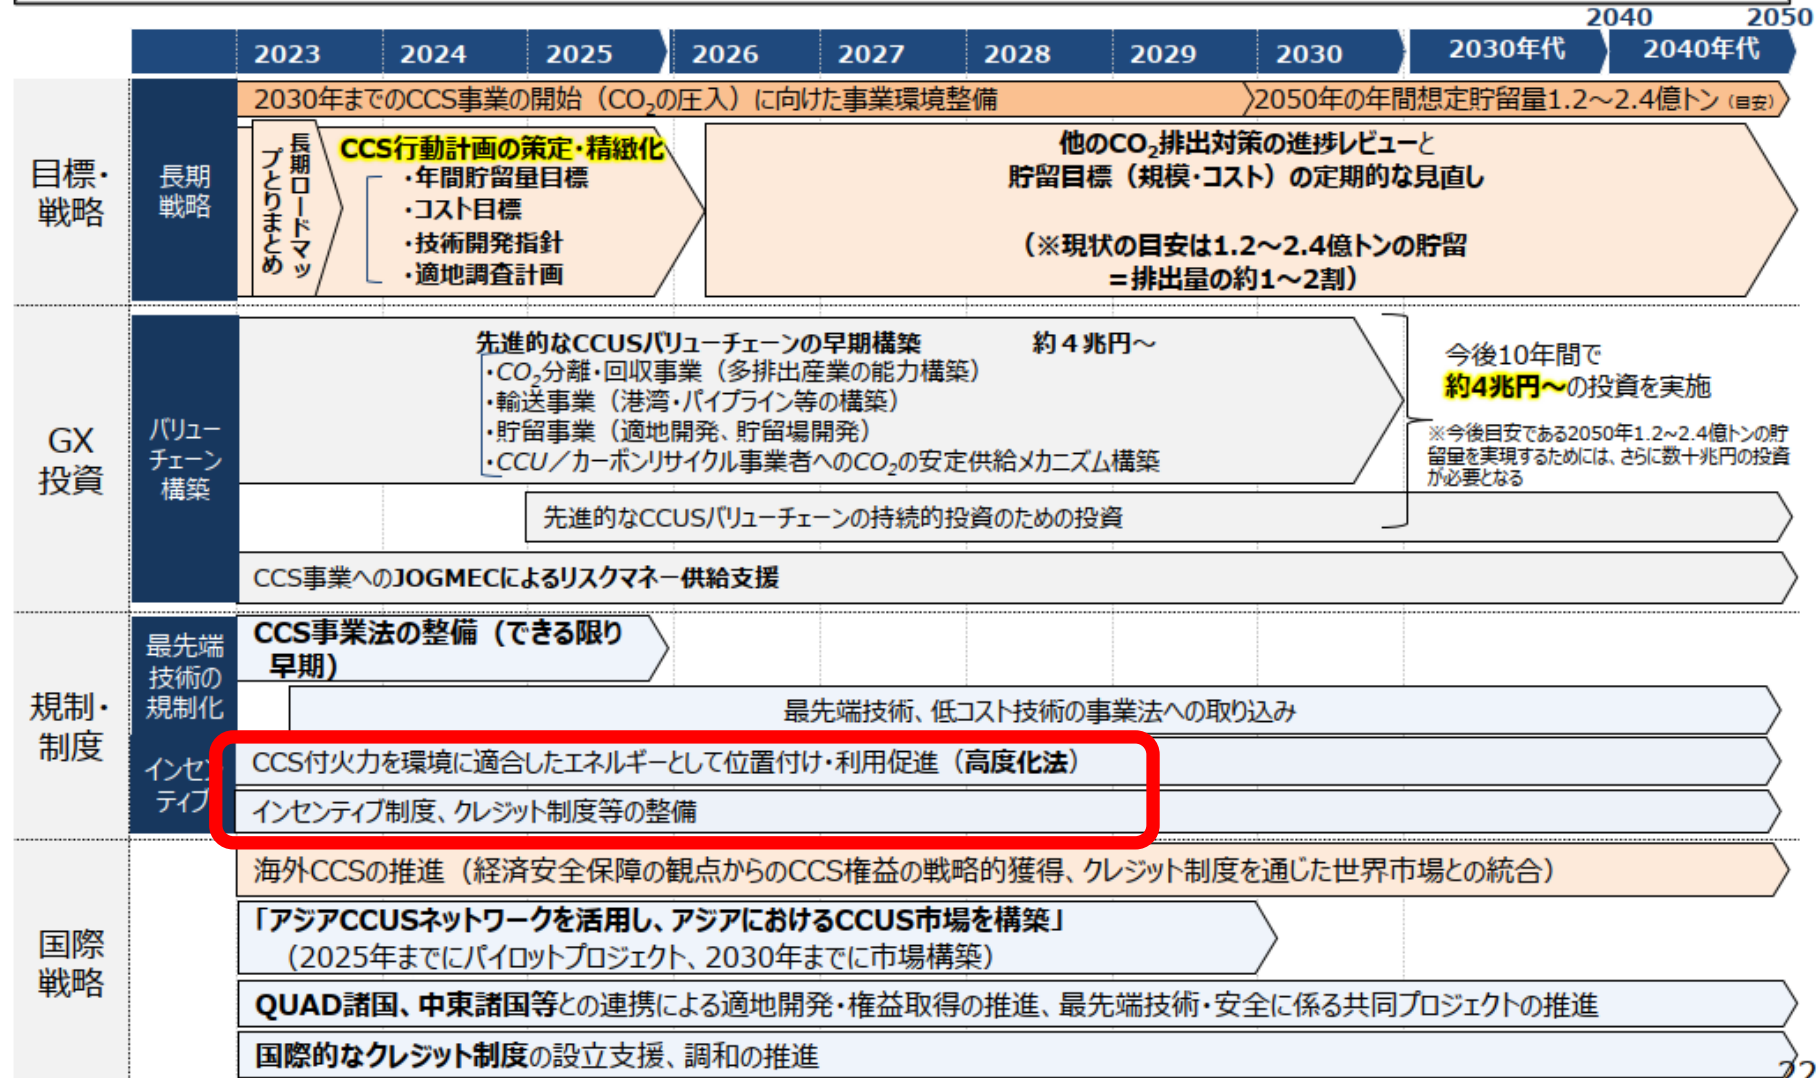 2040 2050
2023 2024 2025 2026 2027 2028 2029 2030 2030年代 2040年代
目標・
戦略
長期
戦略
2030年までのCCS事業の開始（CO2の圧入）に向けた事業環境整備
2050年の年間想定貯留量1.2～2.4億トン（目安）
長期ロードマッ
プとりまとめ
CCS行動計画の策定・精緻化
・年間貯留量目標
・コスト目標
・技術開発指針
・適地調査計画
他のCO2排出対策の進捗レビューと
貯留目標（規模・コスト）の定期的な見直し
（※現状の目安は1.2～2.4億トンの貯留
＝排出量の約1～2割）
GX
投資
バリュー
チェーン
構築
先進的なCCUSバリューチェーンの早期構築 約４兆円～
・CO2分離・回収事業（多排出産業の能力構築）
・輸送事業（港湾・パイプライン等の構築）
・貯留事業（適地開発、貯留場開発）
・CCU／カーボンリサイクル事業者へのCO2の安定供給メカニズム構築
今後10年間で
約4兆円～の投資を実施
※今後目安である2050年1.2~2.4億トンの貯
留量を実現するためには、さらに数十兆円の投資
が必要となる
先進的なCCUSバリューチェーンの持続的投資のための投資
CCS事業へのJOGMECによるリスクマネー供給支援
規制・
制度
最先端
技術の
規制化
CCS事業法の整備（できる限り
早期）
最先端技術、低コスト技術の事業法への取り込み
インセン
ティブ
CCS付火力を環境に適合したエネルギーとして位置付け・利用促進（高度化法）
インセンティブ制度、クレジット制度等の整備
国際
戦略
海外CCSの推進（経済安全保障の観点からのCCS権益の戦略的獲得、クレジット制度を通じた世界市場との統合）
「アジアCCUSネットワークを活用し、アジアにおけるCCUS市場を構築」
（2025年までにパイロットプロジェクト、2030年までに市場構築）
QUAD諸国、中東諸国等との連携による適地開発・権益取得の推進、最先端技術・安全に係る共同プロジェクトの推進
国際的なクレジット制度の設立支援、調和の推進
22